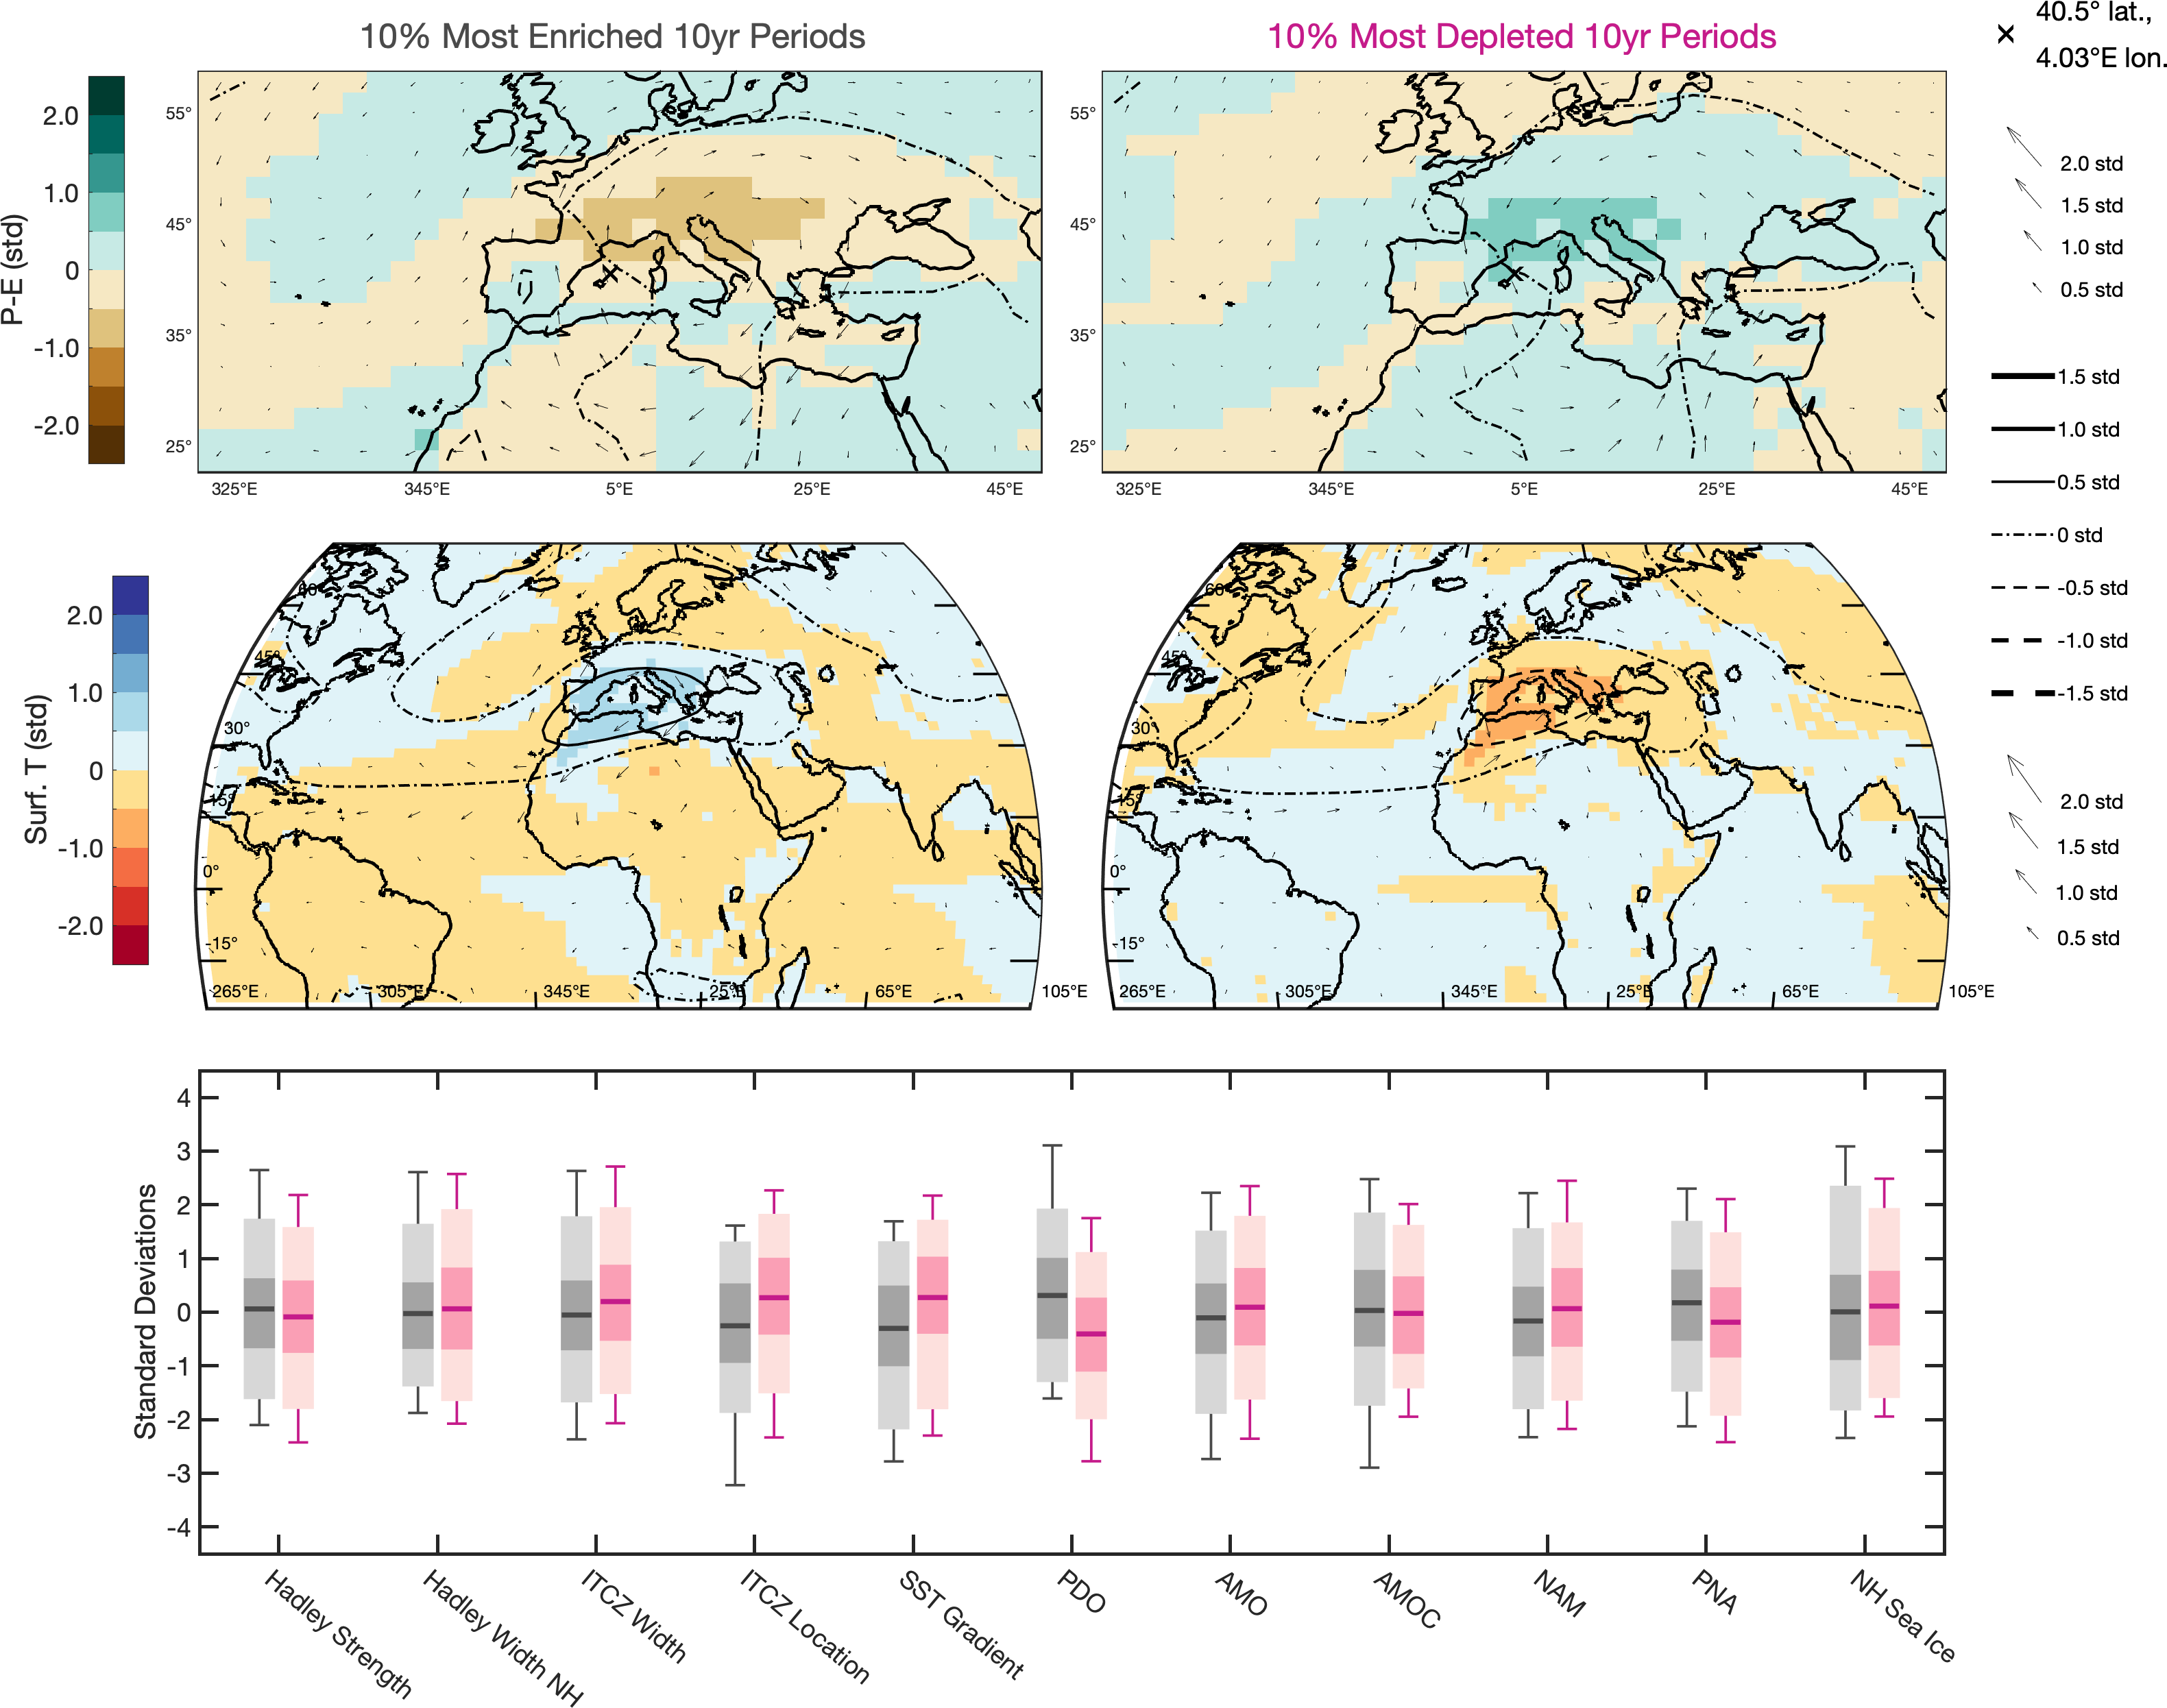 10% Most Enriched 10yr Periods
10% Most Depleted 10yr Periods
40.5° lat.,
4.03°E lon.
P-E (std)
2.0
1.0
0
-1.0
-2.0
55°
45°
35°
25°
325°E 345°E 5°E 25°E 45°E
55°
45°
35°
25°
325°E 345°E 5°E 25°E 45°E
2.0 std
1.5 std
1.0 std
0.5 std
1.5 std
1.0 std
0.5 std
0 std
-0.5 std
-1.0 std
-1.5 std
Surf. T (std)
2.0
1.0
0
-1.0
-2.0
60°
45°
30°
15°
0°
-15°
265°E 305°E 345°E 25°E 65°E 105°E
60°
45°
30°
15°
0°
-15°
265°E 305°E 345°E 25°E 65°E 105°E
2.0 std
1.5 std
1.0 std
0.5 std
Standard Deviations
4
3
2
1
0
-1
-2
-3
-4
Hadley Strength
Hadley Width NH
ITCZ Width
ITCZ Location
SST Gradient
PDO
AMO
AMOC
NAM
PNA
NH Sea Ice